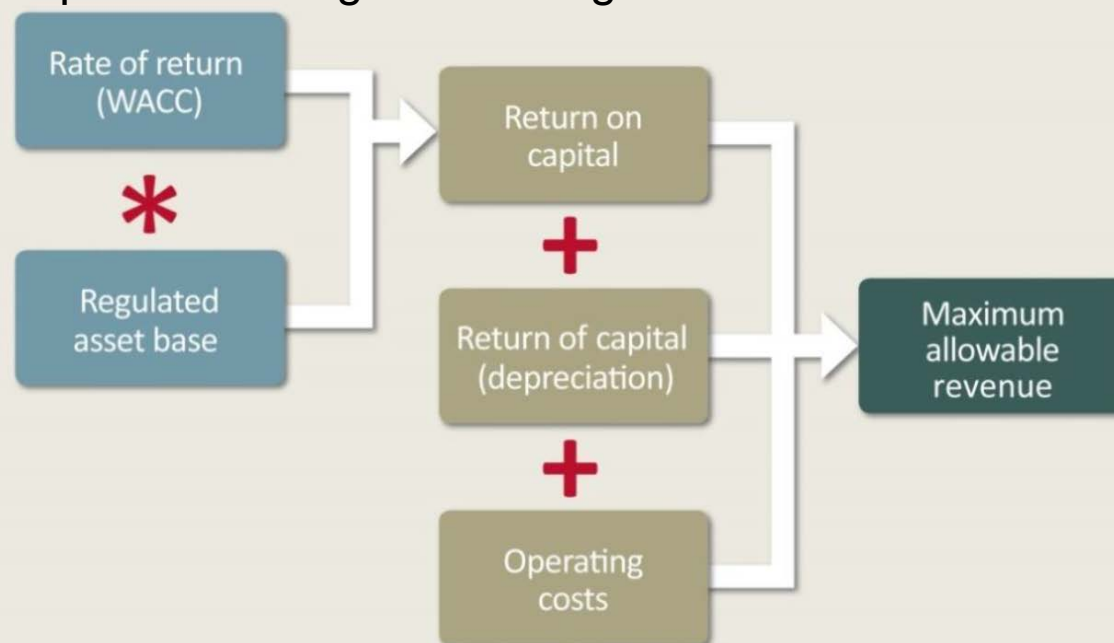 Rate of return
(WACC)
*
Regulated
asset base
Return on
capital
+
Return of capital
(depreciation)
+
Operating
costs
Maximum
allowable
revenue